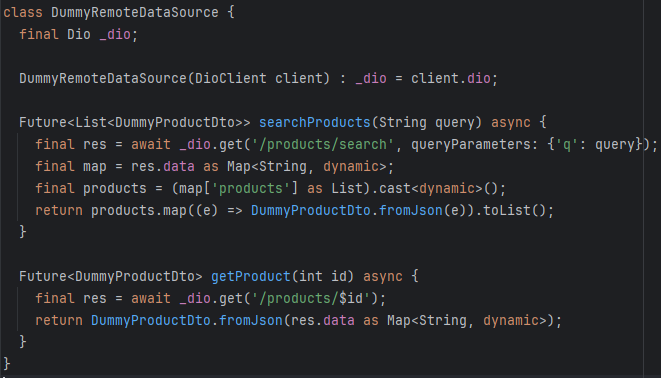 class DummyRemoteDataSource {
  final Dio _dio;

  DummyRemoteDataSource(DioClient client) : _dio = client.dio;

  Future<List<DummyProductDto>> searchProducts(String query) async {
    final res = await _dio.get('/products/search', queryParameters: {'q': query});
    final map = res.data as Map<String, dynamic>;
    final products = (map['products'] as List).cast<dynamic>();
    return products.map((e) => DummyProductDto.fromJson(e)).toList();
  }

  Future<DummyProductDto> getProduct(int id) async {
    final res = await _dio.get('/products/$id');
    return DummyProductDto.fromJson(res.data as Map<String, dynamic>);
  }
}